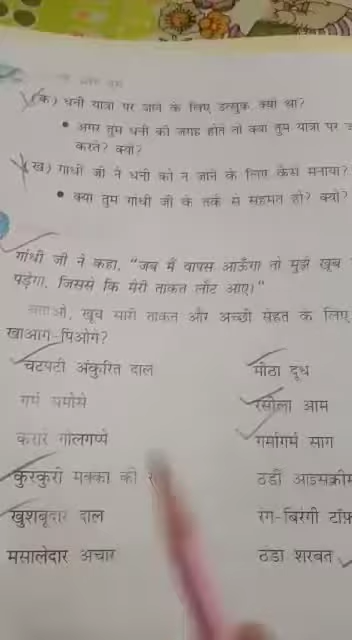 (क) धनी यात्रा पर जाने के लिए उत्सुक क्यों था?
• अगर तुम धनी की जगह होते तो क्या तुम यात्रा पर
करते? क्यों?
(ख) गांधी जी ने धनी को न जाने के लिए कैसे मनाया?
• क्या तुम गांधी जी के तर्क से सहमत हो? क्यों?
गांधी जी ने कहा, "जब मैं वापस आऊँगा तो मुझे खूब
पड़ेगा, जिससे कि मेरी ताकत लौट आए।"
बताओ, खूब सारी ताकत और अच्छी सेहत के लिए
खाओगे-पिओगे?
चटपटी अंकुरित दाल
मीठा दूध
गर्म समोसे
रसीला आम
करारे गोलगप्पे
गर्मागर्म साग
कुरकुरी मक्का की
ठंडी आइसक्रीम
खुशबूदार दाल
रंग-बिरंगी टॉफ़
मसालेदार अचार
ठंडा शरबत